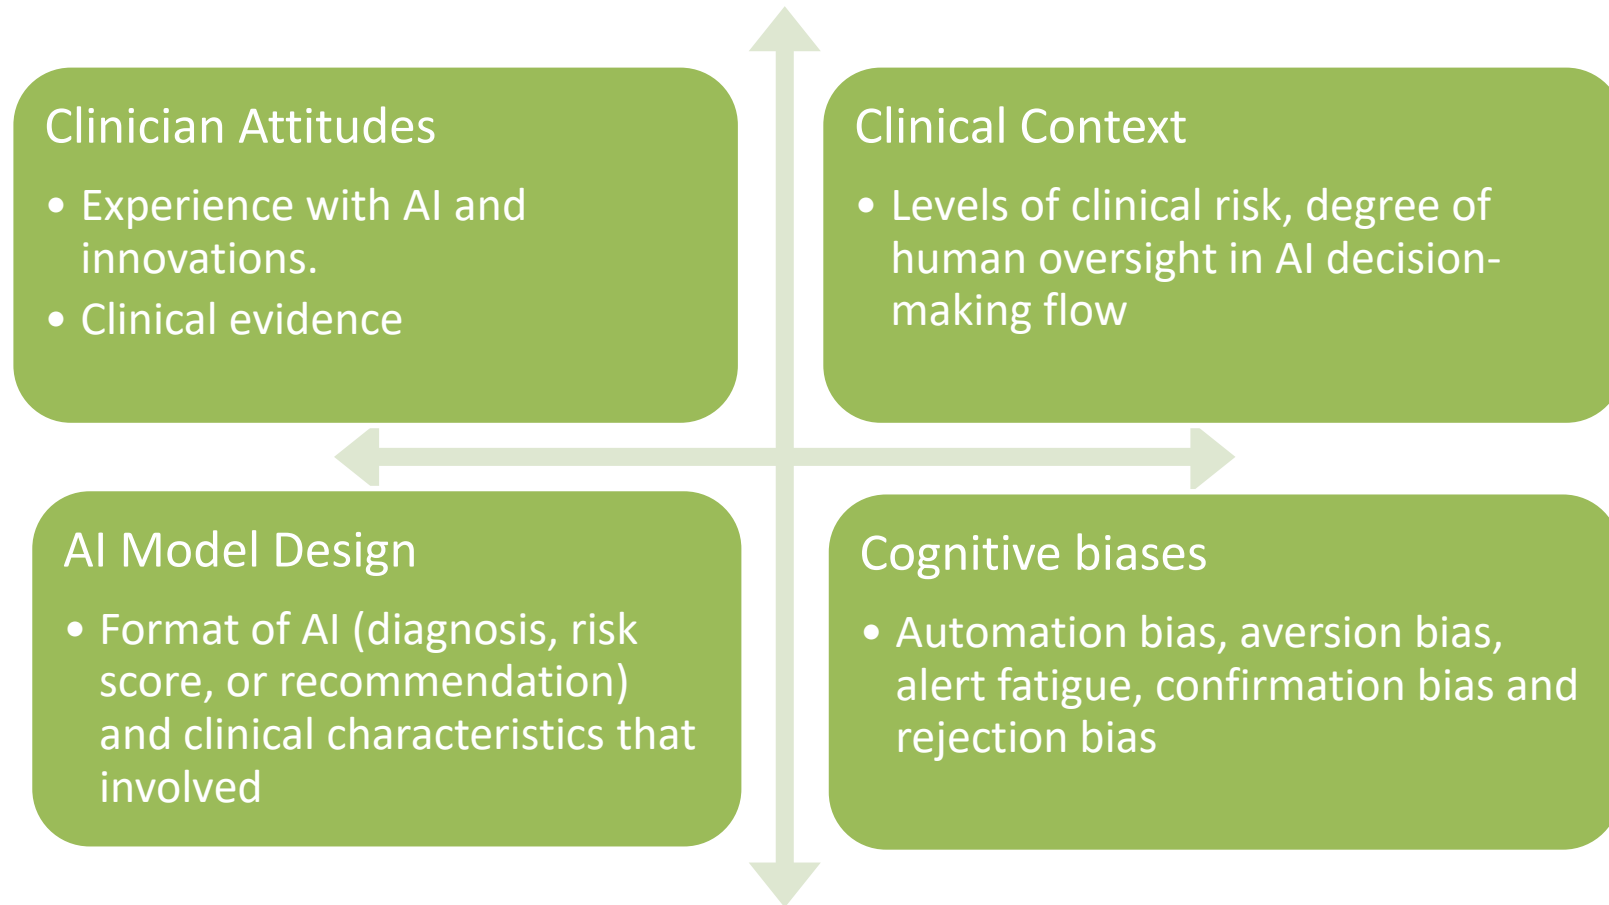 Clinician Attitudes
• Experience with AI and
innovations.
• Clinical evidence
Clinical Context
• Levels of clinical risk, degree of
human oversight in AI decision-
making flow
AI Model Design
• Format of AI (diagnosis, risk
score, or recommendation)
and clinical characteristics that
involved
Cognitive biases
• Automation bias, aversion bias,
alert fatigue, confirmation bias and
rejection bias